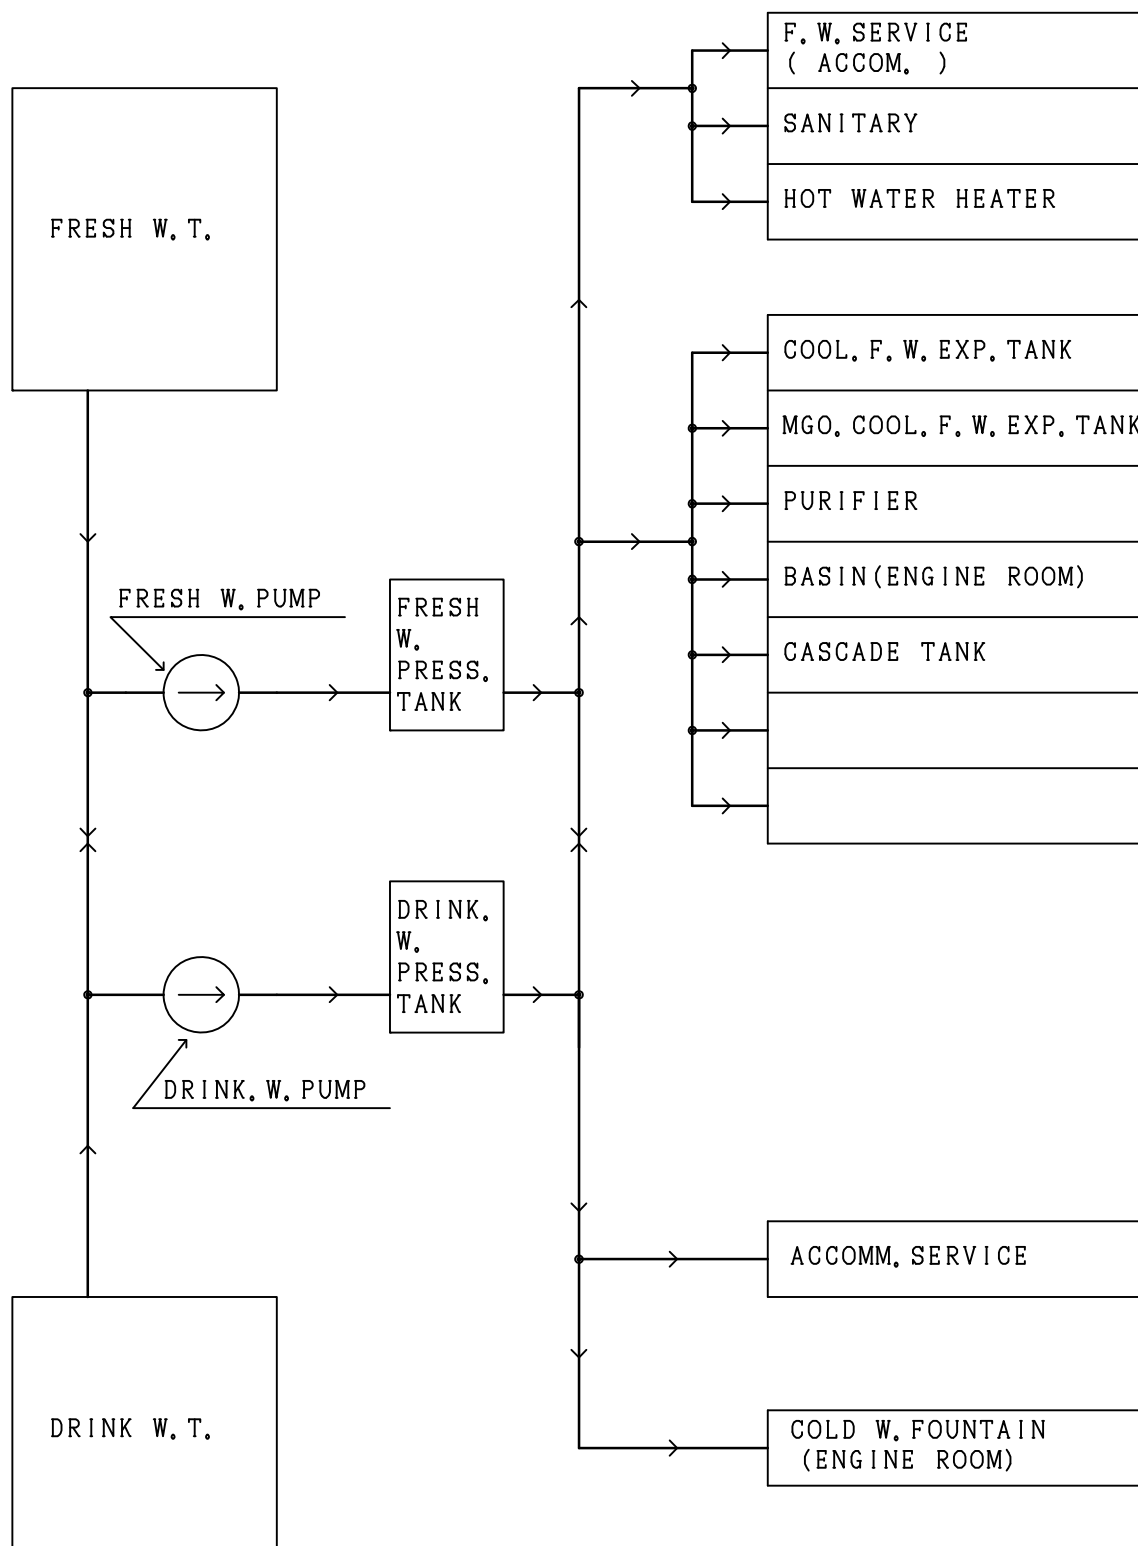 F.W.SERVICE
( ACCOM. )
SANITARY
HOT WATER HEATER
FRESH W.T.
COOL.F.W.EXP.TANK
MGO.COOL.F.W.EXP.TANK
PURIFIER
BASIN(ENGINE ROOM)
CASCADE TANK
FRESH W.PUMP
FRESH
W.
PRESS.
TANK
DRINK.
W.
PRESS.
TANK
DRINK.W.PUMP
ACCOMM.SERVICE
DRINK W.T.
COLD W.FOUNTAIN
(ENGINE ROOM)